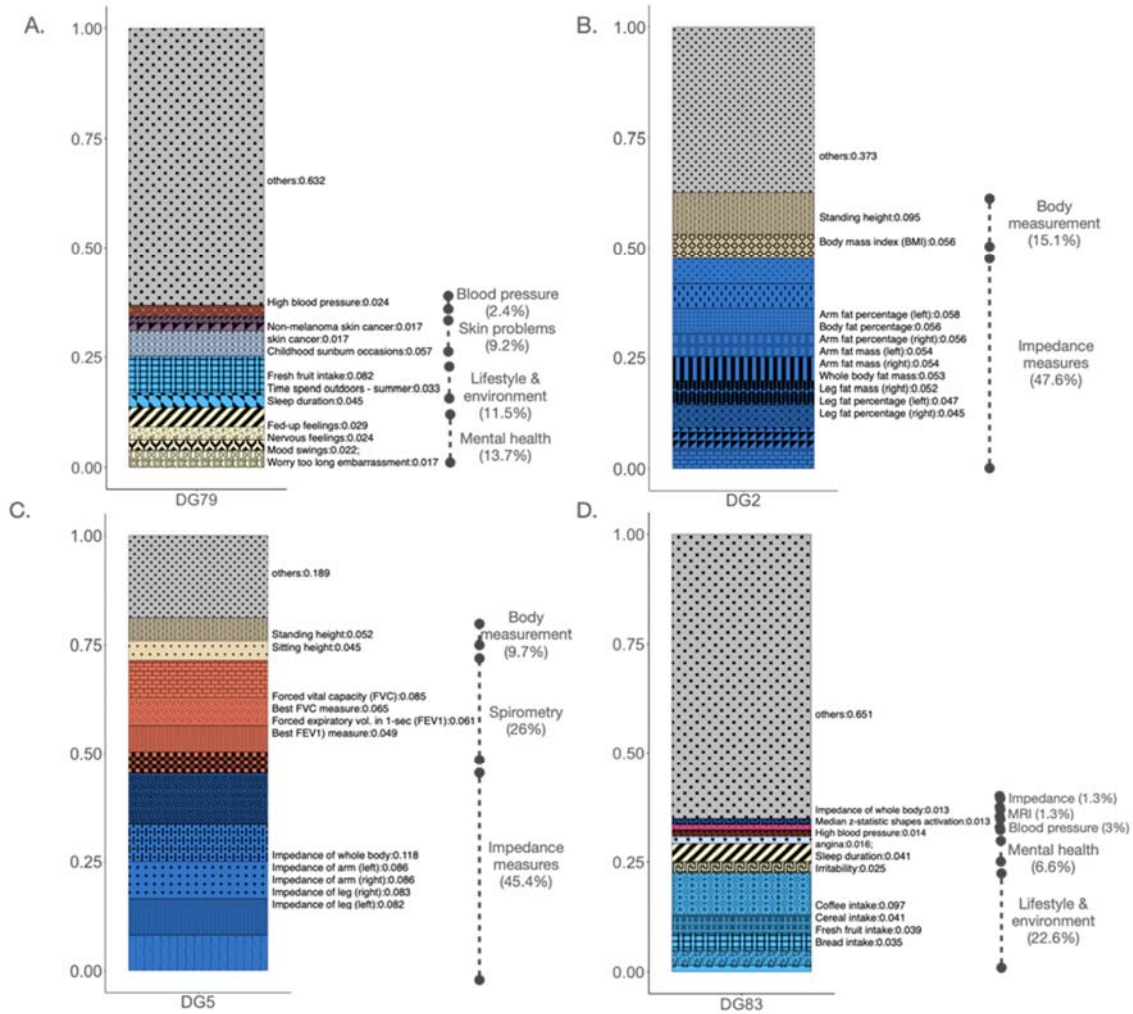 A.
1.00
0.75
0.50
0.25
0.00
others:0.632
High blood pressure:0.024
Non-melanoma skin cancer:0.017
skin cancer:0.017
Childhood sunburn occasions:0.057
Fresh fruit intake:0.082
Time spend outdoors - summer:0.033
Sleep duration:0.045
Fed-up feelings:0.029
Nervous feelings:0.024
Mood swings:0.022;
Worry too long embarrassment:0.017
Blood pressure
(2.4%)
Skin problems
(9.2%)
Lifestyle &
environment
(11.5%)
Mental health
(13.7%)
DG79
B.
1.00
0.75
0.50
0.25
0.00
others:0.373
Standing height:0.095
Body mass index (BMI):0.056
Arm fat percentage (left):0.058
Body fat percentage:0.056
Arm fat percentage (right):0.056
Arm fat mass (left):0.054
Arm fat mass (right):0.054
Whole body fat mass:0.053
Leg fat mass (right):0.052
Leg fat percentage (left):0.047
Leg fat percentage (right):0.045
Body
measurement
(15.1%)
Impedance
measures
(47.6%)
DG2
C.
1.00
0.75
0.50
0.25
0.00
others:0.189
Standing height:0.052
Sitting height:0.045
Forced vital capacity (FVC):0.085
Best FVC measure:0.065
Forced expiratory vol. in 1-sec (FEV1):0.061
Best FEV1) measure:0.049
Impedance of whole body:0.118
Impedance of arm (left):0.086
Impedance of arm (right):0.086
Impedance of leg (right):0.083
Impedance of leg (left):0.082
Body
measurement
(9.7%)
Spirometry
(26%)
Impedance
measures
(45.4%)
DG5
D.
1.00
0.75
0.50
0.25
0.00
others:0.651
Impedance of whole body:0.013
Median z-statistic shapes activation:0.013
High blood pressure:0.014
angina:0.016;
Sleep duration:0.041
Irritability:0.025
Coffee intake:0.097
Cereal intake:0.041
Fresh fruit intake:0.039
Bread intake:0.035
Impedance (1.3%)
MRI (1.3%)
Blood pressure (3%)
Mental health
(6.6%)
Lifestyle &
environment
(22.6%)
DG83